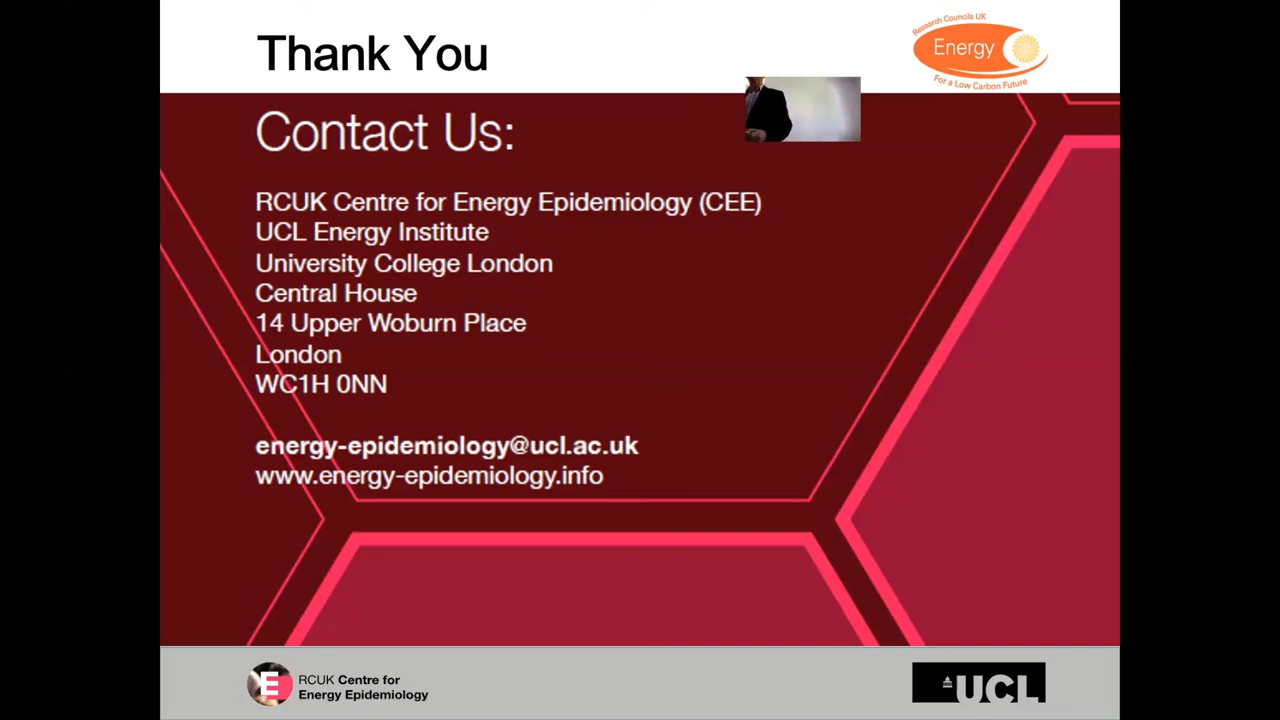 Thank You
Research Councils UK
Energy
For a Low Carbon Future
Contact Us:
RCUK Centre for Energy Epidemiology (CEE)
UCL Energy Institute
University College London
Central House
14 Upper Woburn Place
London
WC1H 0NN
energy-epidemiology@ucl.ac.uk
www.energy-epidemiology.info
E
RCUK Centre for
Energy Epidemiology
UCL